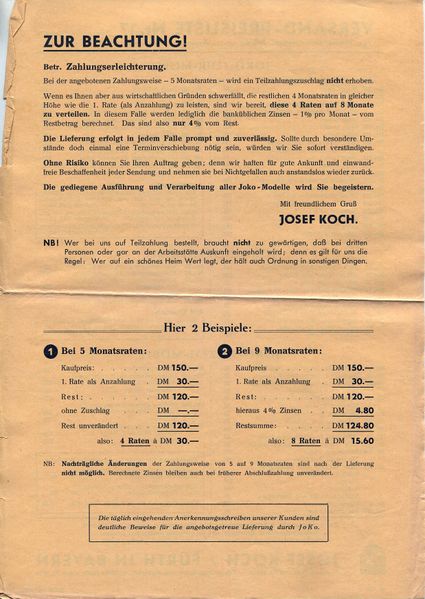 ZUR BEACHTUNG!
Betr. Zahlungserleichterung.
Bei der angebotenen Zahlungsweise – 5 Monatsraten – wird ein Teilzahlungszuschlag nicht erhoben.
Wenn es Ihnen aber aus wirtschaftlichen Gründen schwerfällt, die restlichen 4 Monatsraten in gleicher
Höhe wie die 1. Rate (als Anzahlung) zu leisten, sind wir bereit, diese 4 Raten auf 8 Monate
zu verteilen. In diesem Falle werden lediglich die banküblichen Zinsen – 1% pro Monat – vom
Restbetrag berechnet. Das sind also nur 4% vom Rest.
Die Lieferung erfolgt in jedem Falle prompt und zuverlässig. Sollte durch besondere Um-
stände doch einmal eine Terminverschiebung nötig sein, würden wir Sie sofort verständigen.
Ohne Risiko können Sie Ihren Auftrag geben; denn wir haften für gute Ankunft und einwand-
freie Beschaffenheit jeder Sendung und nehmen sie bei Nichtgefallen auch anstandslos wieder zurück.
Die gediegene Ausführung und Verarbeitung aller Joko-Modelle wird Sie begeistern.
Mit freundlichem Gruß
JOSEF KOCH.
NB! Wer bei uns auf Teilzahlung bestellt, braucht nicht zu gewärtigen, daß bei dritten
Personen oder gar an der Arbeitsstätte Auskunft eingeholt wird; denn es gilt für uns die
Regel: Wer auf ein schönes Heim Wert legt, der hält auch Ordnung in sonstigen Dingen.
Hier 2 Beispiele:
1 Bei 5 Monatsraten:
Kaufpreis: . . . . . DM 150.—
1. Rate als Anzahlung . DM 30.—
Rest: . . . . . . DM 120.—
ohne Zuschlag . . . DM —.—
Rest unverändert . . DM 120.—
also: 4 Raten à DM 30.—
2 Bei 9 Monatsraten:
Kaufpreis: . . . . . DM 150.—
1. Rate als Anzahlung . DM 30.—
Rest: . . . . . . DM 120.—
hieraus 4% Zinsen . . DM 4.80
Restsumme: . . . . DM 124.80
also: 8 Raten à DM 15.60
NB: Nachträgliche Änderungen der Zahlungsweise von 5 auf 9 Monatsraten sind nach der Lieferung
nicht möglich. Berechnete Zinsen bleiben auch bei früherer Abschlußzahlung unverändert.
Die täglich eingehenden Anerkennungsschreiben unserer Kunden sind
deutliche Beweise für die angebotsgetreue Lieferung durch JoKo.